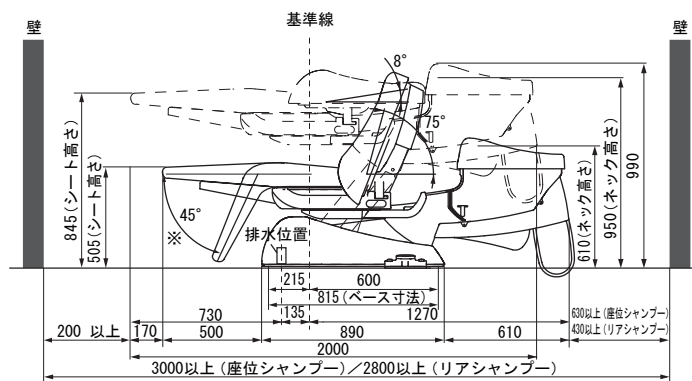 壁
基準線
壁
8°
75°
845(シート高さ)
505(シート高さ)
45°
※
排水位置
610(ネック高さ)
950(ネック高さ)
990
215
600
815(ベース寸法)
730
135
1270
630以上(座位シャンプー)
430以上(リアシャンプー)
200 以上
170
500
890
610
2000
3000以上(座位シャンプー)/2800以上(リアシャンプー)